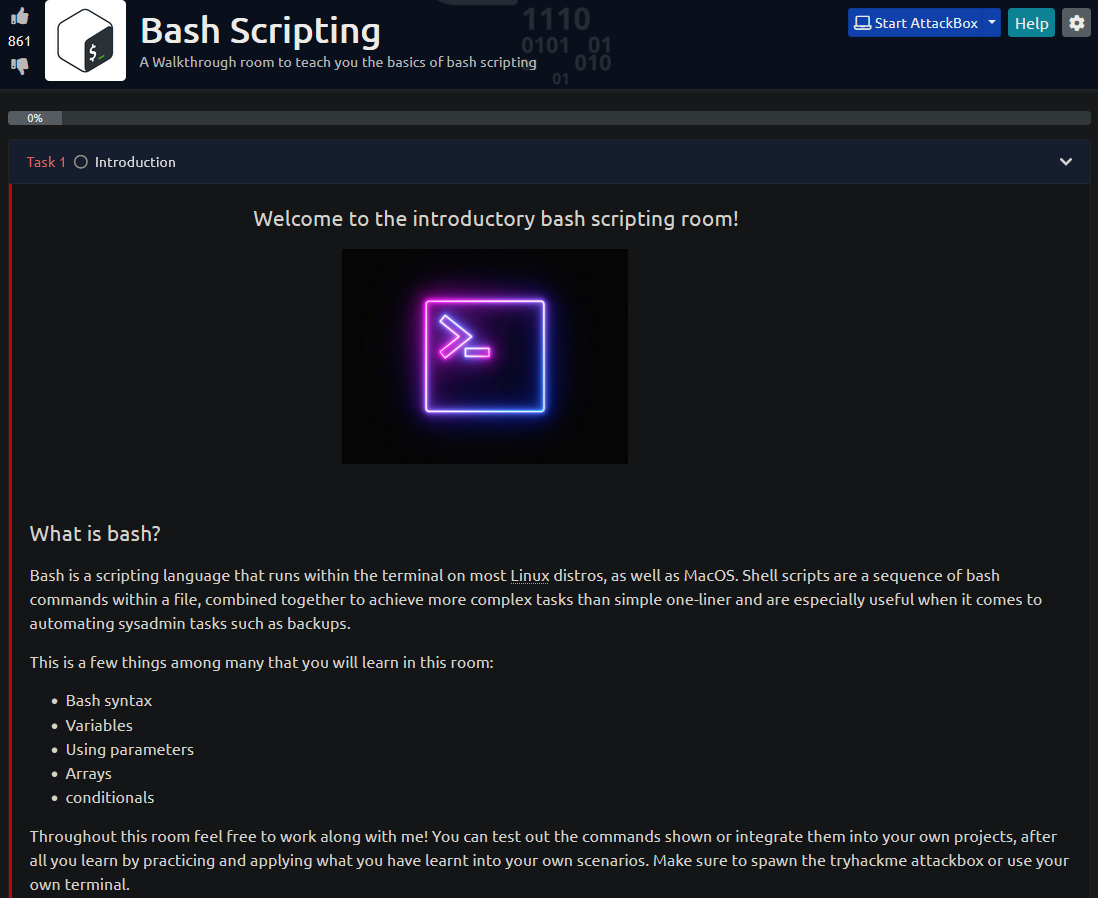 1110
0101 01
010
01
01
861
Bash Scripting
A Walkthrough room to teach you the basics of bash scripting
Start AttackBox
Help
0%
Task 1 Introduction
Welcome to the introductory bash scripting room!
What is bash?
Bash is a scripting language that runs within the terminal on most Linux distros, as well as MacOS. Shell scripts are a sequence of bash
commands within a file, combined together to achieve more complex tasks than simple one-liner and are especially useful when it comes to
automating sysadmin tasks such as backups.
This is a few things among many that you will learn in this room:
• Bash syntax
• Variables
• Using parameters
• Arrays
• conditionals
Throughout this room feel free to work along with me! You can test out the commands shown or integrate them into your own projects, after
all you learn by practicing and applying what you have learnt into your own scenarios. Make sure to spawn the tryhackme attackbox or use your
own terminal.